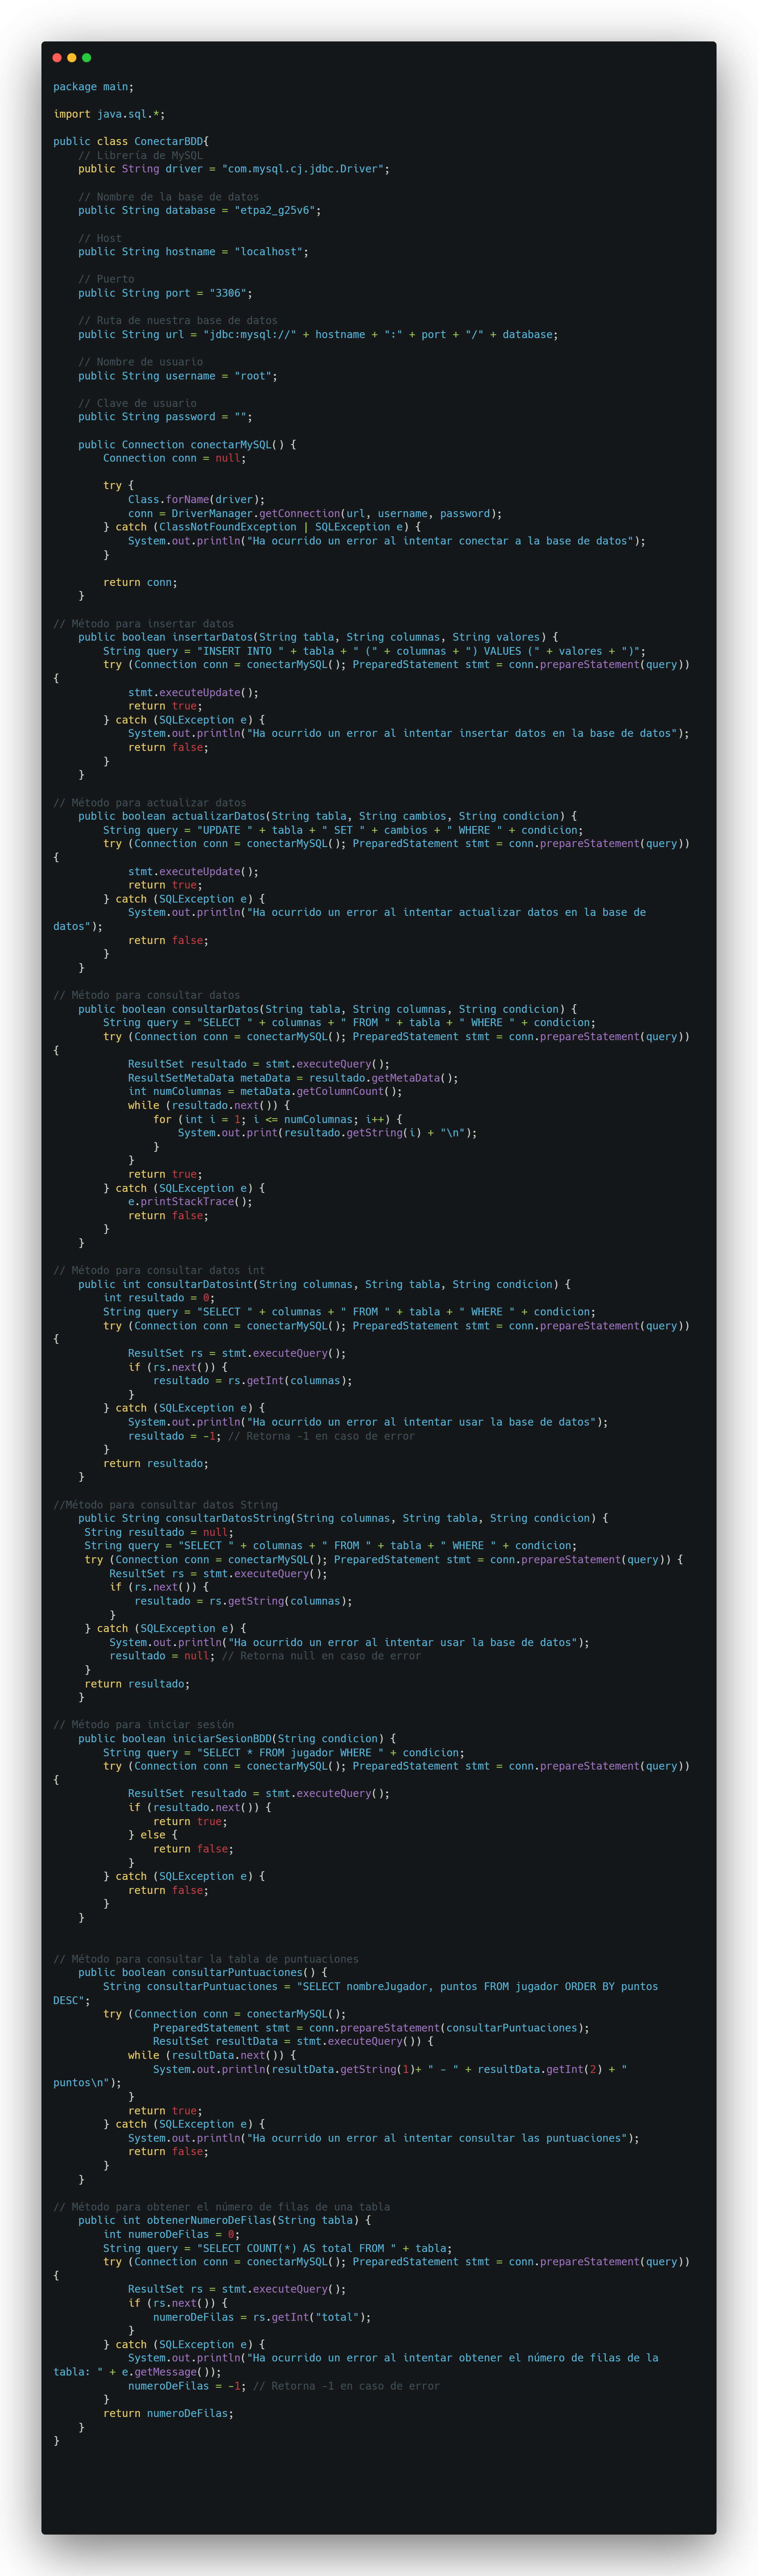 package main;
import java.sql.*;
public class ConectarBDD{
    // Librería de MySQL
    public String driver = "com.mysql.cj.jdbc.Driver";
    // Nombre de la base de datos
    public String database = "etpa2_g25v6";
    // Host
    public String hostname = "localhost";
    // Puerto
    public String port = "3306";
    // Ruta de nuestra base de datos
    public String url = "jdbc:mysql://" + hostname + ":" + port + "/" + database;
    // Nombre de usuario
    public String username = "root";
    // Clave de usuario
    public String password = "";
    public Connection conectarMySQL() {
        Connection conn = null;
        try {
            Class.forName(driver);
            conn = DriverManager.getConnection(url, username, password);
        } catch (ClassNotFoundException | SQLException e) {
            System.out.println("Ha ocurrido un error al intentar conectar a la base de datos");
        }
        return conn;
    }
// Método para insertar datos
    public boolean insertarDatos(String tabla, String columnas, String valores) {
        String query = "INSERT INTO " + tabla + " (" + columnas + ") VALUES (" + valores + ")";
        try (Connection conn = conectarMySQL(); PreparedStatement stmt = conn.prepareStatement(query))
{
            stmt.executeUpdate();
            return true;
        } catch (SQLException e) {
            System.out.println("Ha ocurrido un error al intentar insertar datos en la base de datos");
            return false;
        }
    }
// Método para actualizar datos
    public boolean actualizarDatos(String tabla, String cambios, String condicion) {
        String query = "UPDATE " + tabla + " SET " + cambios + " WHERE " + condicion;
        try (Connection conn = conectarMySQL(); PreparedStatement stmt = conn.prepareStatement(query))
{
            stmt.executeUpdate();
            return true;
        } catch (SQLException e) {
            System.out.println("Ha ocurrido un error al intentar actualizar datos en la base de
datos");
            return false;
        }
    }
// Método para consultar datos
    public boolean consultarDatos(String tabla, String columnas, String condicion) {
        String query = "SELECT " + columnas + " FROM " + tabla + " WHERE " + condicion;
        try (Connection conn = conectarMySQL(); PreparedStatement stmt = conn.prepareStatement(query))
{
            ResultSet resultado = stmt.executeQuery();
            ResultSetMetaData metaData = resultado.getMetaData();
            int numColumnas = metaData.getColumnCount();
            while (resultado.next()) {
                for (int i = 1; i <= numColumnas; i++) {
                    System.out.print(resultado.getString(i) + "\n");
                }
            }
            return true;
        } catch (SQLException e) {
            e.printStackTrace();
            return false;
        }
    }
// Método para consultar datos int
    public int consultarDatosint(String columnas, String tabla, String condicion) {
        int resultado = 0;
        String query = "SELECT " + columnas + " FROM " + tabla + " WHERE " + condicion;
        try (Connection conn = conectarMySQL(); PreparedStatement stmt = conn.prepareStatement(query))
{
            ResultSet rs = stmt.executeQuery();
            if (rs.next()) {
                resultado = rs.getInt(columnas);
            }
        } catch (SQLException e) {
            System.out.println("Ha ocurrido un error al intentar usar la base de datos");
            resultado = -1; // Retorna -1 en caso de error
        }
        return resultado;
    }
//Método para consultar datos String
    public String consultarDatosString(String columnas, String tabla, String condicion) {
     String resultado = null;
     String query = "SELECT " + columnas + " FROM " + tabla + " WHERE " + condicion;
     try (Connection conn = conectarMySQL(); PreparedStatement stmt = conn.prepareStatement(query)) {
         ResultSet rs = stmt.executeQuery();
         if (rs.next()) {
             resultado = rs.getString(columnas);
         }
     } catch (SQLException e) {
         System.out.println("Ha ocurrido un error al intentar usar la base de datos");
         resultado = null; // Retorna null en caso de error
     }
     return resultado;
    }
// Método para iniciar sesión
    public boolean iniciarSesionBDD(String condicion) {
        String query = "SELECT * FROM jugador WHERE " + condicion;
        try (Connection conn = conectarMySQL(); PreparedStatement stmt = conn.prepareStatement(query))
{
            ResultSet resultado = stmt.executeQuery();
            if (resultado.next()) {
                return true;
            } else {
                return false;
            }
        } catch (SQLException e) {
            return false;
        }
    }
// Método para consultar la tabla de puntuaciones
    public boolean consultarPuntuaciones() {
        String consultarPuntuaciones = "SELECT nombreJugador, puntos FROM jugador ORDER BY puntos
DESC";
        try (Connection conn = conectarMySQL();
                PreparedStatement stmt = conn.prepareStatement(consultarPuntuaciones);
                ResultSet resultData = stmt.executeQuery()) {
            while (resultData.next()) {
                System.out.println(resultData.getString(1)+ " - " + resultData.getInt(2) + "
puntos\n");
            }
            return true;
        } catch (SQLException e) {
            System.out.println("Ha ocurrido un error al intentar consultar las puntuaciones");
            return false;
        }
    }
// Método para obtener el número de filas de una tabla
    public int obtenerNumeroDeFilas(String tabla) {
        int numeroDeFilas = 0;
        String query = "SELECT COUNT(*) AS total FROM " + tabla;
        try (Connection conn = conectarMySQL(); PreparedStatement stmt = conn.prepareStatement(query))
{
            ResultSet rs = stmt.executeQuery();
            if (rs.next()) {
                numeroDeFilas = rs.getInt("total");
            }
        } catch (SQLException e) {
            System.out.println("Ha ocurrido un error al intentar obtener el número de filas de la
tabla: " + e.getMessage());
            numeroDeFilas = -1; // Retorna -1 en caso de error
        }
        return numeroDeFilas;
    }
}